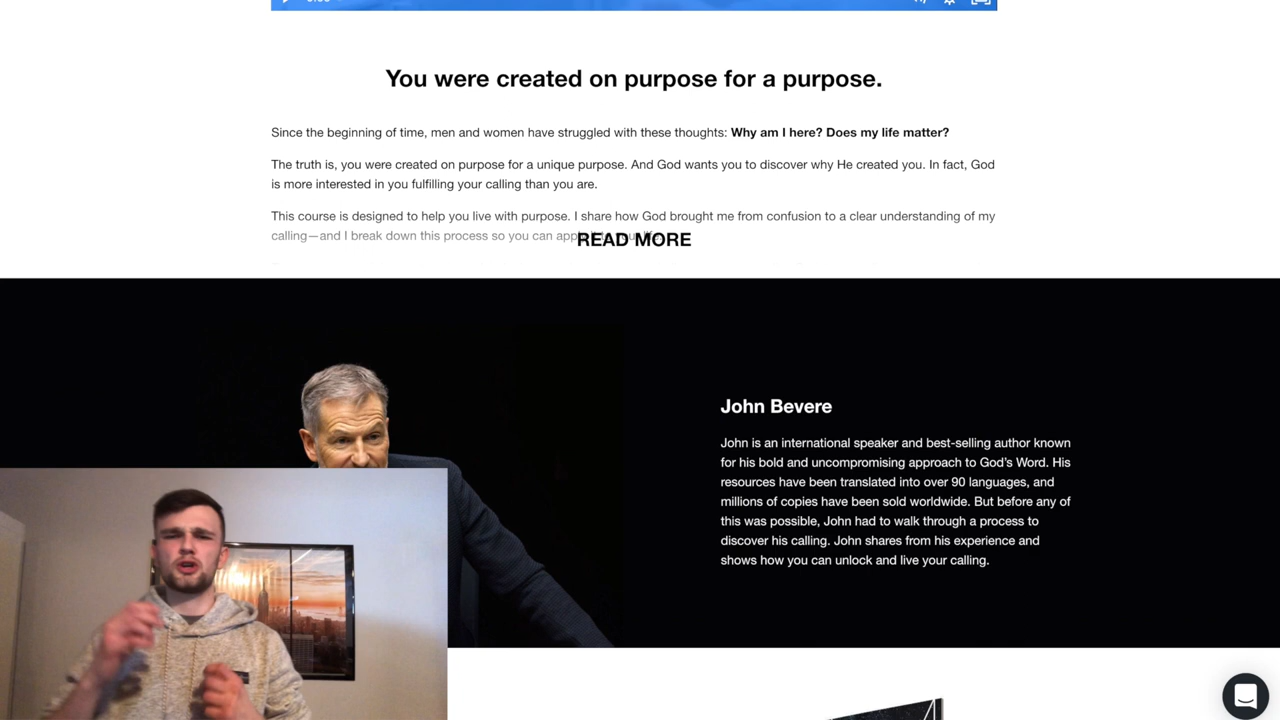 You were created on purpose for a purpose.
Since the beginning of time, men and women have struggled with these thoughts: Why am I here? Does my life matter?
The truth is, you were created on purpose for a unique purpose. And God wants you to discover why He created you. In fact, God
is more interested in you fulfilling your calling than you are.
This course is designed to help you live with purpose. I share how God brought me from confusion to a clear understanding of my
calling—and I break down this process so you can
READ MORE
John Bevere
John is an international speaker and best-selling author known
for his bold and uncompromising approach to God's Word. His
resources have been translated into over 90 languages, and
millions of copies have been sold worldwide. But before any of
this was possible, John had to walk through a process to
discover his calling. John shares from his experience and
shows how you can unlock and live your calling.